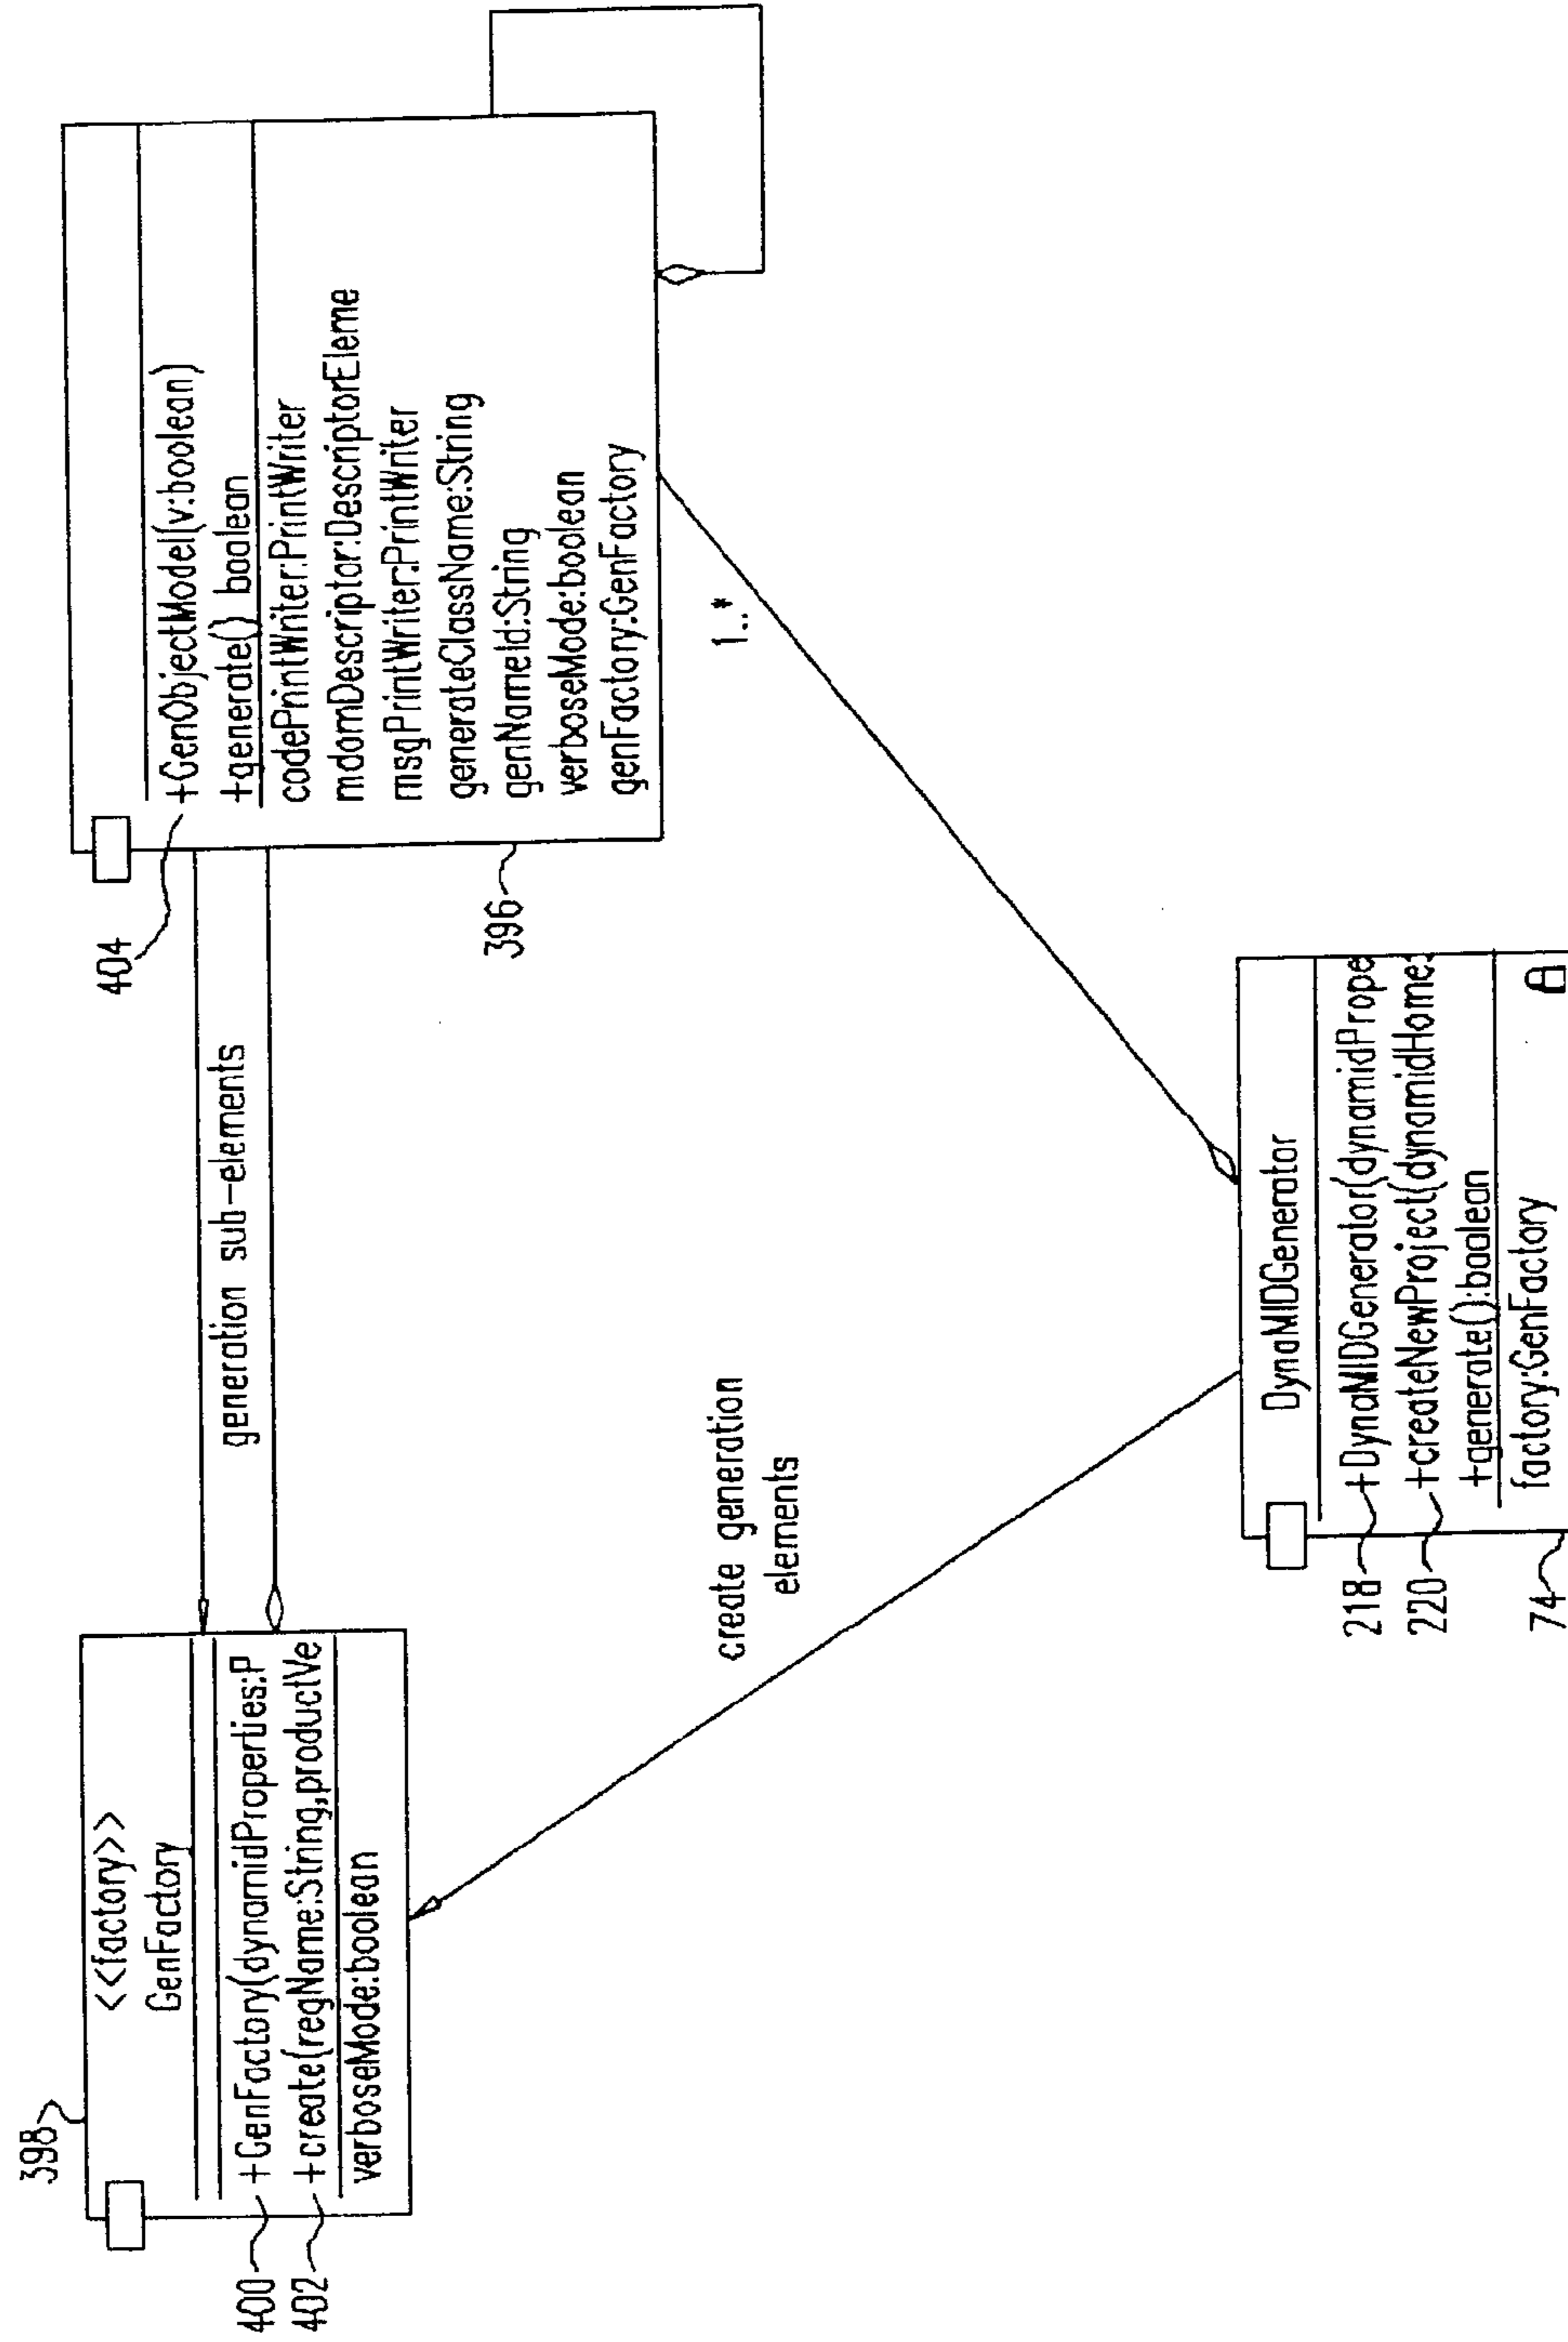 398
<<factory>>
GenFactory
400
+GenFactory(dynamidProperties:P
402
+create(regName:String,productVe
verboseMode:boolean
generation sub-elements
404
+GenObjectModel(v:boolean)
+generate() boolean
codePrintWriter:PrintWriter
mdomDescriptor:DescriptorEleme
msgPrintWriter:PrintWriter
generateClassName:String
genNameId:String
verboseMode:boolean
genFactory:GenFactory
396
1..*
create generation
elements
DynaMIDGenerator
218
+DynaMIDGenerator(dynamidPrope
220
+createNewProject(dynamidHome:
+generate():boolean
factory:GenFactory
74